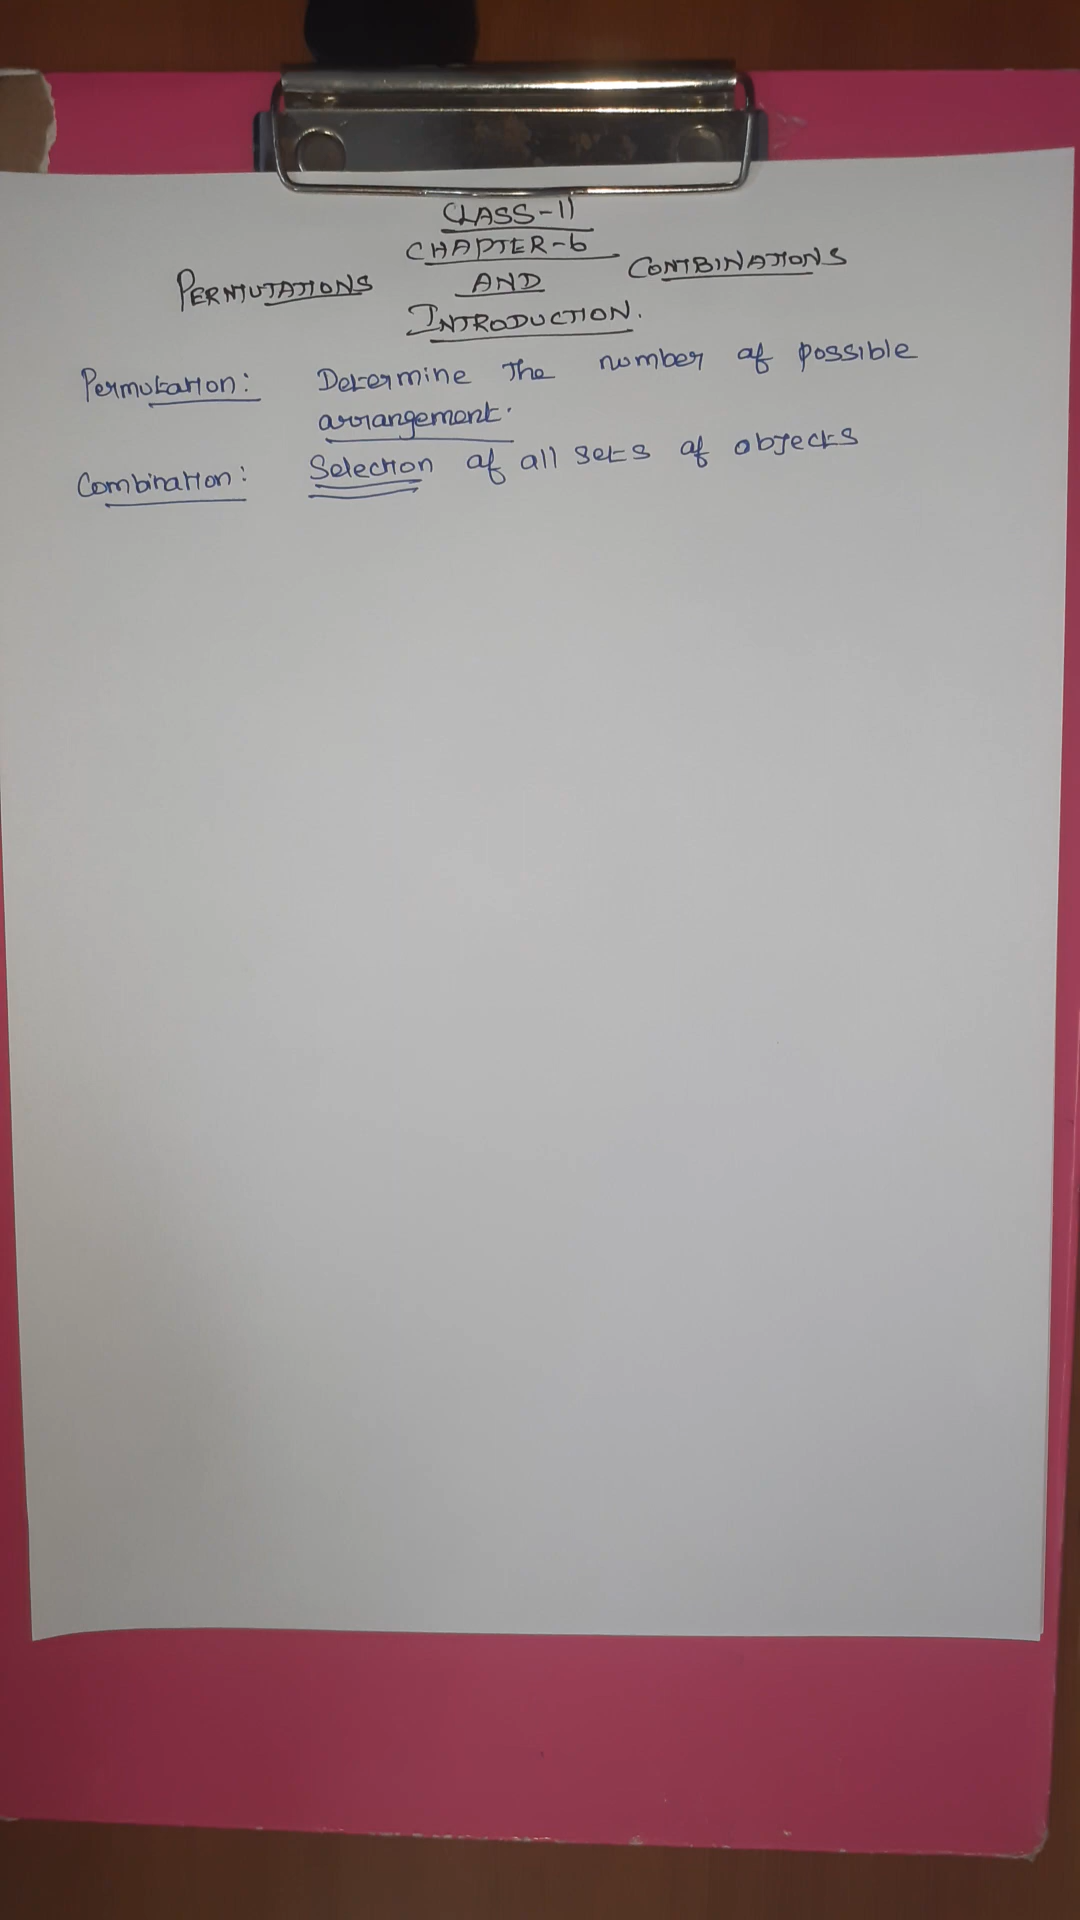 CLASS-11
CHAPTER-6
PERMUTATIONS AND COMBINATIONS
INTRODUCTION.
Permutation: Determine The number of possible
arrangement.
Combination: Selection of all sets of objects